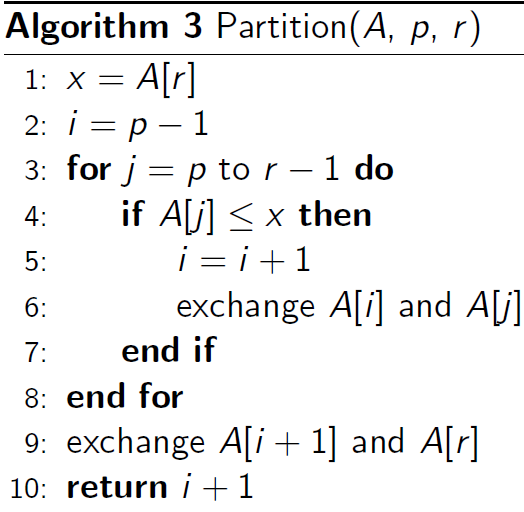 Algorithm 3 Partition(A, p, r)
1: x = A[r]
2: i = p − 1
3: for j = p to r − 1 do
4: if A[j] ≤ x then
5: i = i + 1
6: exchange A[i] and A[j]
7: end if
8: end for
9: exchange A[i + 1] and A[r]
10: return i + 1